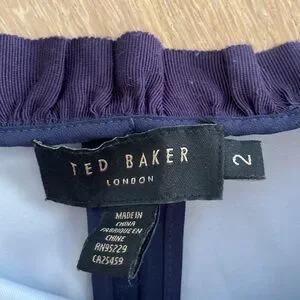 TED BAKER
LONDON
2
MADE IN
CHINA
FABRIQUE EN
CHINE
RN95229
CA25459